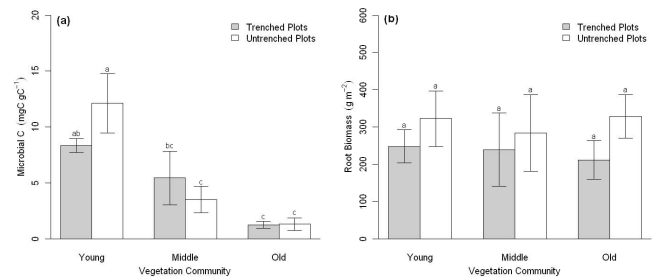 (a)
Trenched Plots
Untrenched Plots
Microbial C (mgC gC⁻¹)
20
15
10
5
0
ab
a
bc
c
c
c
Young
Middle
Old
Vegetation Community
(b)
Trenched Plots
Untrenched Plots
Root Biomass (g m⁻²)
600
500
400
300
200
100
0
a
a
a
a
a
a
Young
Middle
Old
Vegetation Community